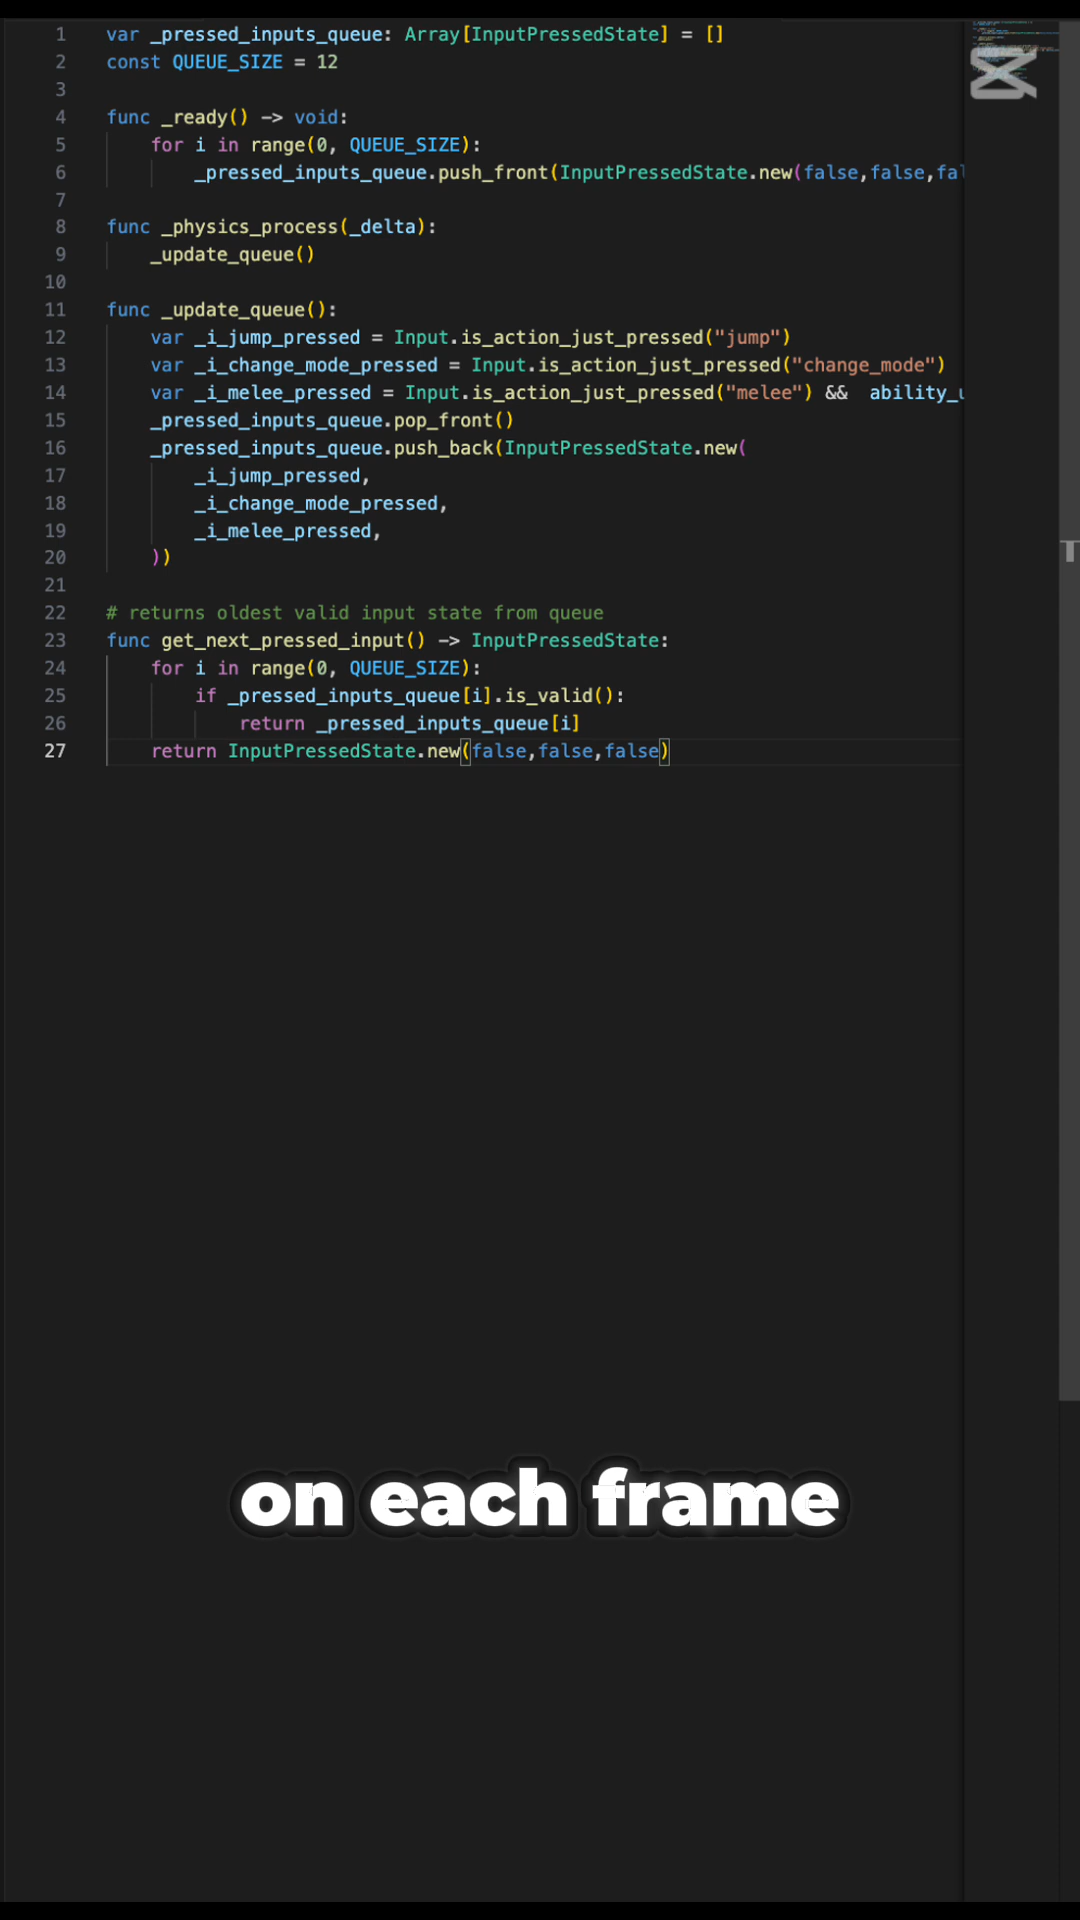 1 var _pressed_inputs_queue: Array[InputPressedState] = []
2 const QUEUE_SIZE = 12
3
4 func _ready() -> void:
5     for i in range(0, QUEUE_SIZE):
6         _pressed_inputs_queue.push_front(InputPressedState.new(false,false,fal
7
8 func _physics_process(_delta):
9     _update_queue()
10
11 func _update_queue():
12     var _i_jump_pressed = Input.is_action_just_pressed("jump")
13     var _i_change_mode_pressed = Input.is_action_just_pressed("change_mode")
14     var _i_melee_pressed = Input.is_action_just_pressed("melee") &&  ability_
15     _pressed_inputs_queue.pop_front()
16     _pressed_inputs_queue.push_back(InputPressedState.new(
17         _i_jump_pressed,
18         _i_change_mode_pressed,
19         _i_melee_pressed,
20     ))
21
22 # returns oldest valid input state from queue
23 func get_next_pressed_input() -> InputPressedState:
24     for i in range(0, QUEUE_SIZE):
25         if _pressed_inputs_queue[i].is_valid():
26             return _pressed_inputs_queue[i]
27     return InputPressedState.new(false,false,false)
on each frame